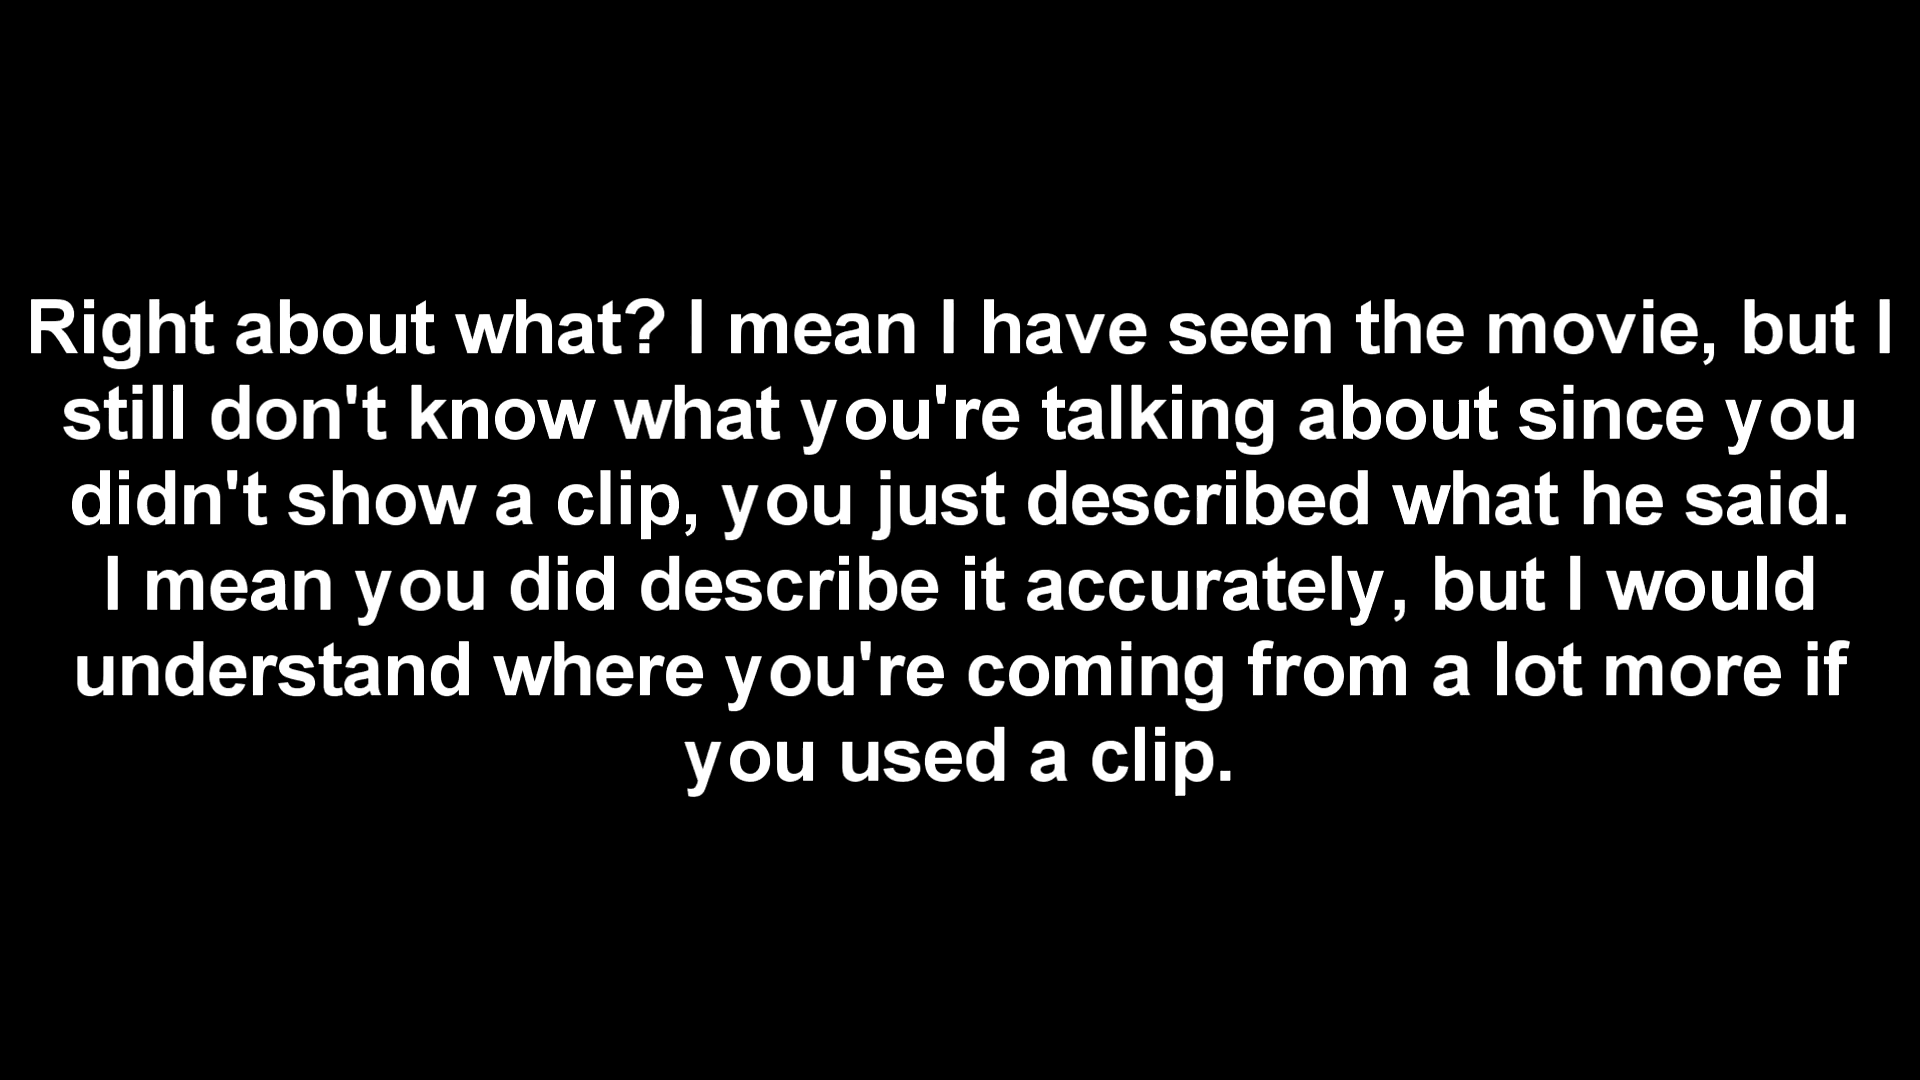 Right about what? I mean I have seen the movie, but I
still don't know what you're talking about since you
didn't show a clip, you just described what he said.
I mean you did describe it accurately, but I would
understand where you're coming from a lot more if
you used a clip.